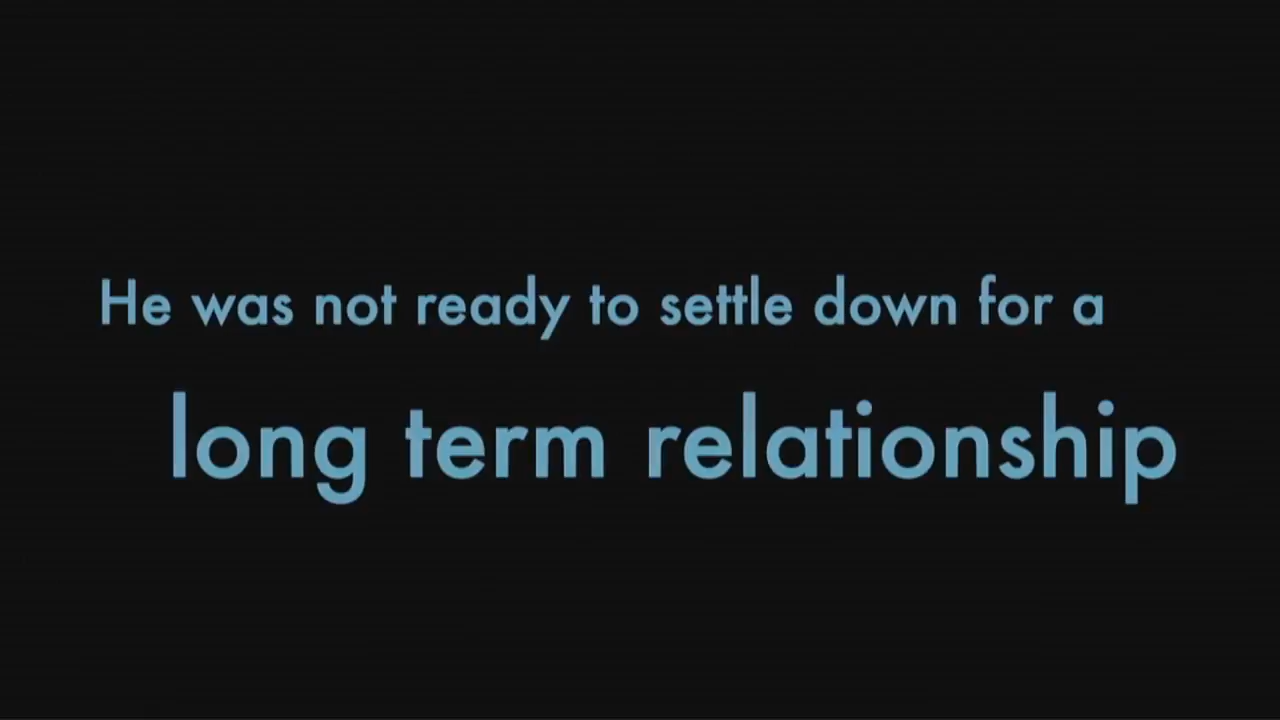 He was not ready to settle down for a
long term relationship